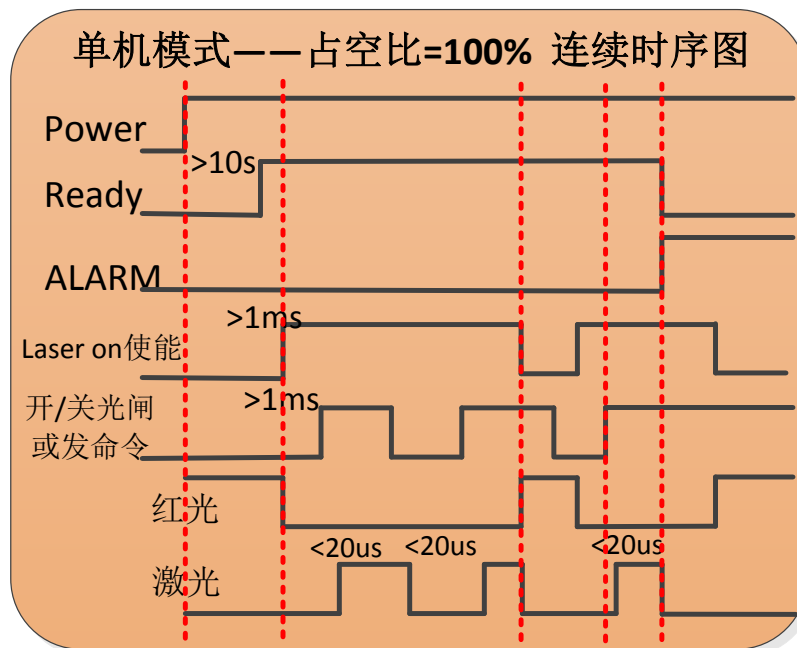 单机模式——占空比=100% 连续时序图
Power
>10s
Ready
ALARM
>1ms
Laser on使能
>1ms
开/关光闸
或发命令
红光
<20us <20us <20us
激光